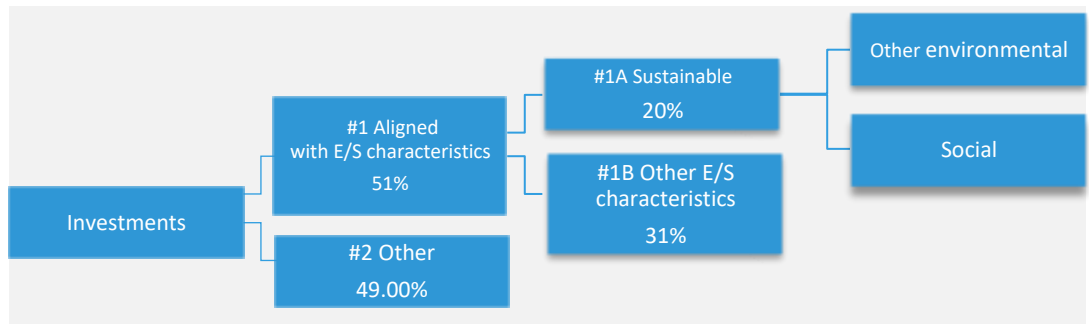 Investments
#1 Aligned
with E/S characteristics
51%
#2 Other
49.00%
#1A Sustainable
20%
#1B Other E/S
characteristics
31%
Other environmental
Social